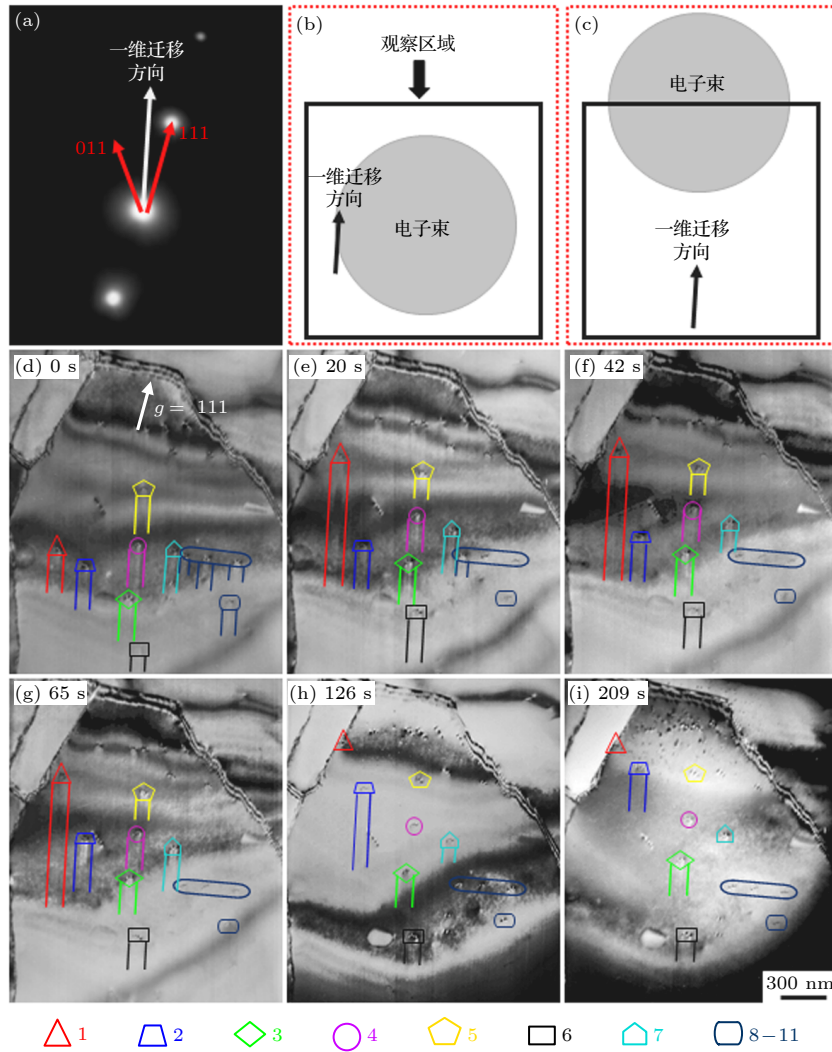 (a)
一维迁移
方向
011
111
(b)
观察区域
一维迁移
方向
电子束
(c)
电子束
一维迁移
方向
(d) 0 s
g = 111
(e) 20 s
(f) 42 s
(g) 65 s
(h) 126 s
(i) 209 s
300 nm
1 2 3 4 5 6 7 8−11